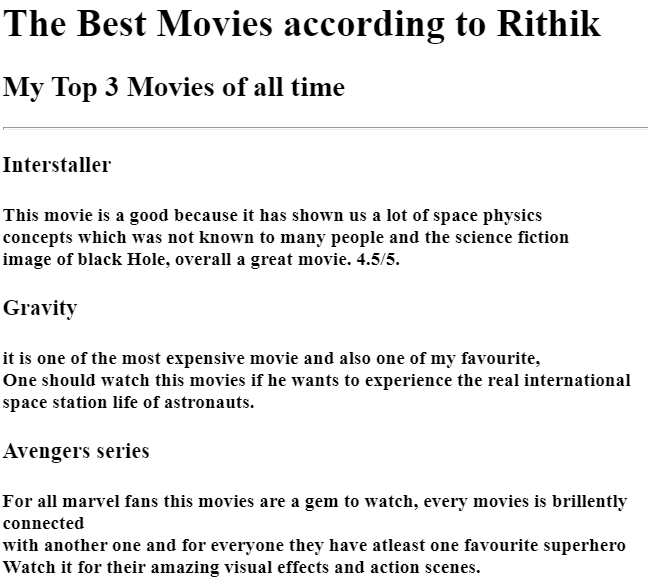 The Best Movies according to Rithik
My Top 3 Movies of all time
Interstaller
This movie is a good because it has shown us a lot of space physics
concepts which was not known to many people and the science fiction
image of black Hole, overall a great movie. 4.5/5.
Gravity
it is one of the most expensive movie and also one of my favourite,
One should watch this movies if he wants to experience the real international
space station life of astronauts.
Avengers series
For all marvel fans this movies are a gem to watch, every movies is brillently
connected
with another one and for everyone they have atleast one favourite superhero
Watch it for their amazing visual effects and action scenes.